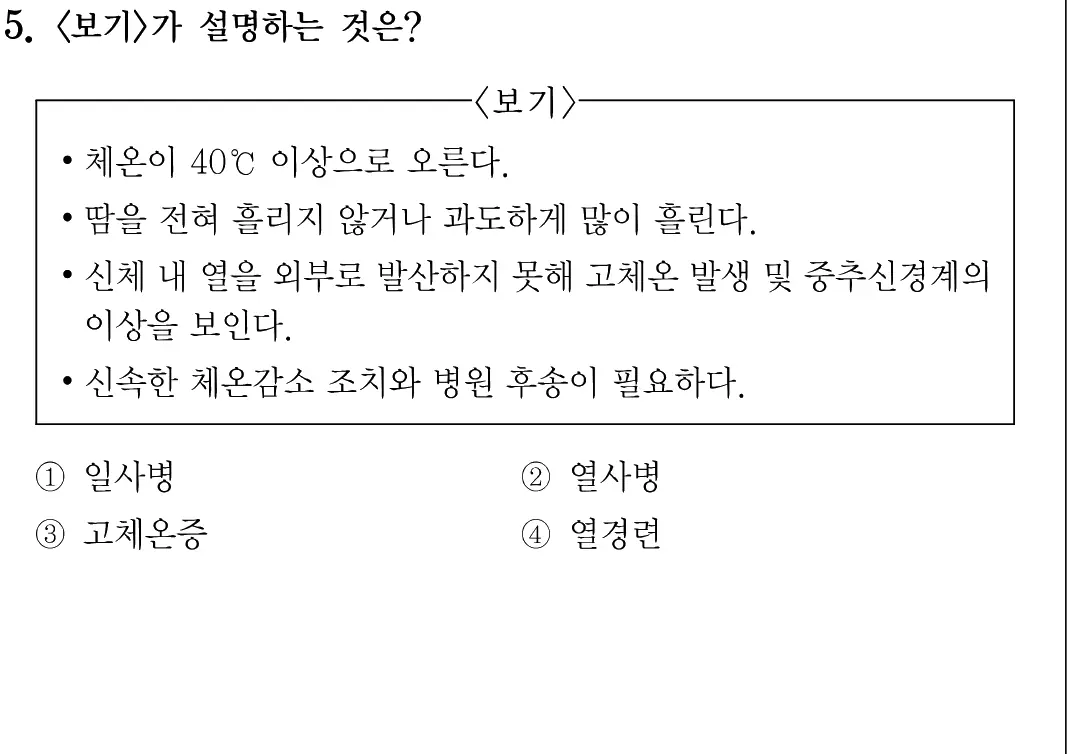 5. 〈보기〉가 설명하는 것은?
〈보기〉
• 체온이 40℃ 이상으로 오른다.
• 땀을 전혀 흘리지 않거나 과도하게 많이 흘린다.
• 신체 내 열을 외부로 발산하지 못해 고체온 발생 및 중추신경계의
이상을 보인다.
• 신속한 체온감소 조치와 병원 후송이 필요하다.
① 일사병 ② 열사병
③ 고체온증 ④ 열경련